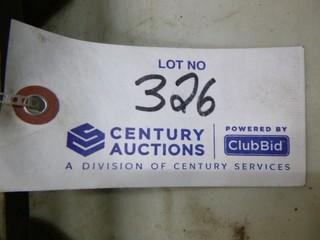 LOT NO
326
CENTURY AUCTIONS
POWERED BY
ClubBid
A DIVISION OF CENTURY SERVICES